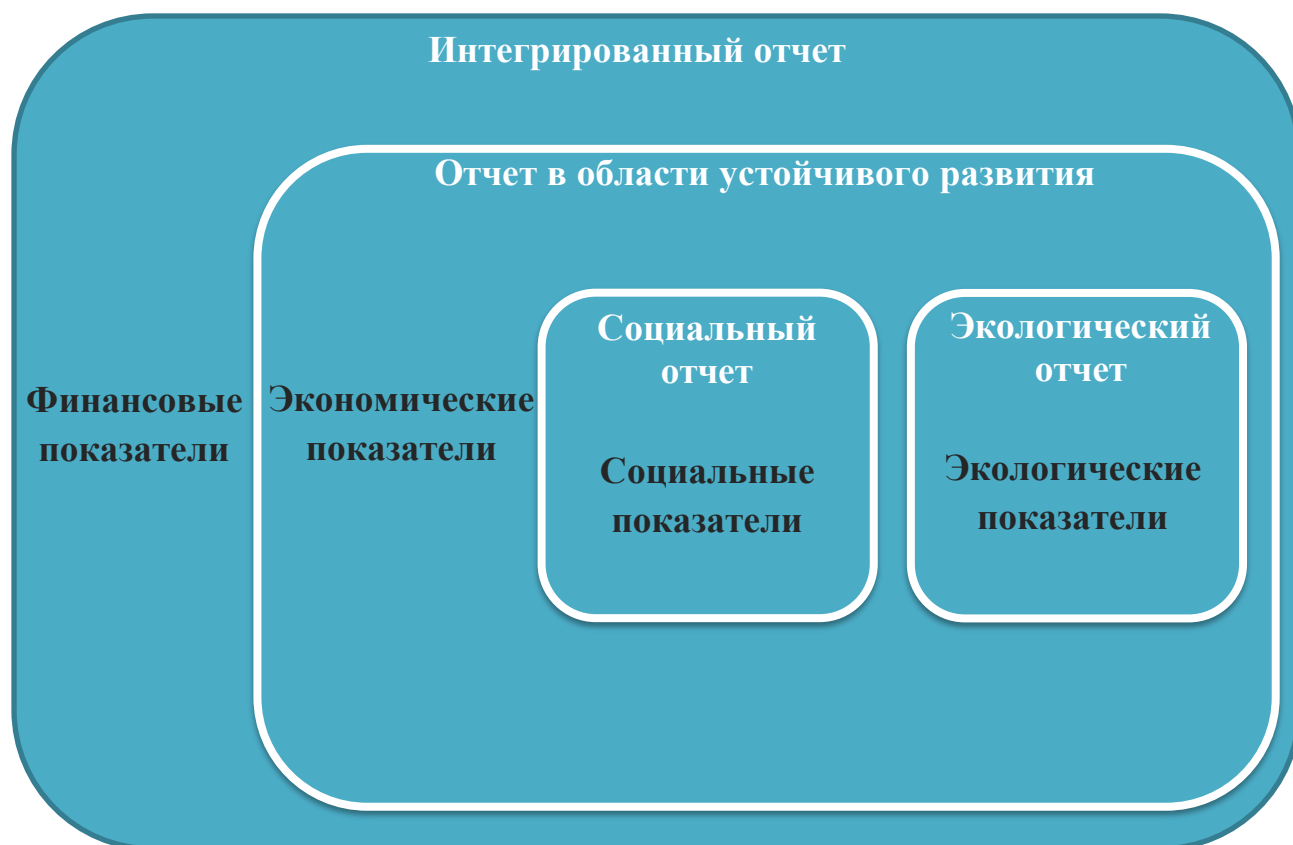 Интегрированный отчет
Отчет в области устойчивого развития
Финансовые
показатели
Экономические
показатели
Социальный
отчет
Социальные
показатели
Экологический
отчет
Экологические
показатели